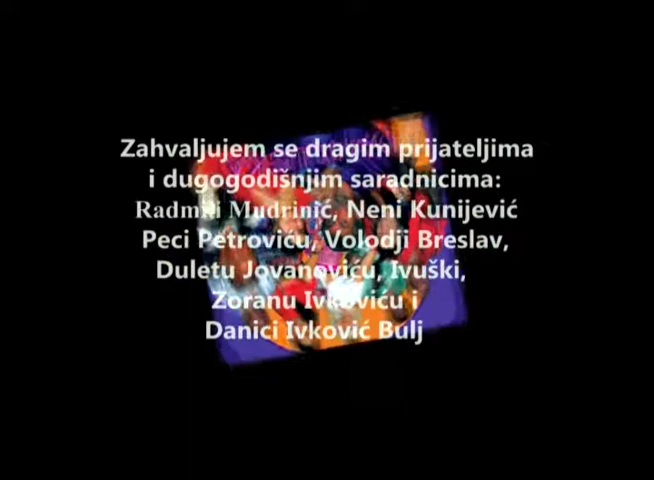 Zahvaljujem se dragim prijateljima
i dugogodišnjim saradnicima:
Radmili Mudrinić, Neni Kunijević
Peci Petroviću, Volodji Breslav,
Duletu Jovanoviću, Ivuški,
Zoranu Ivkoviću i
Danici Ivković Bulj